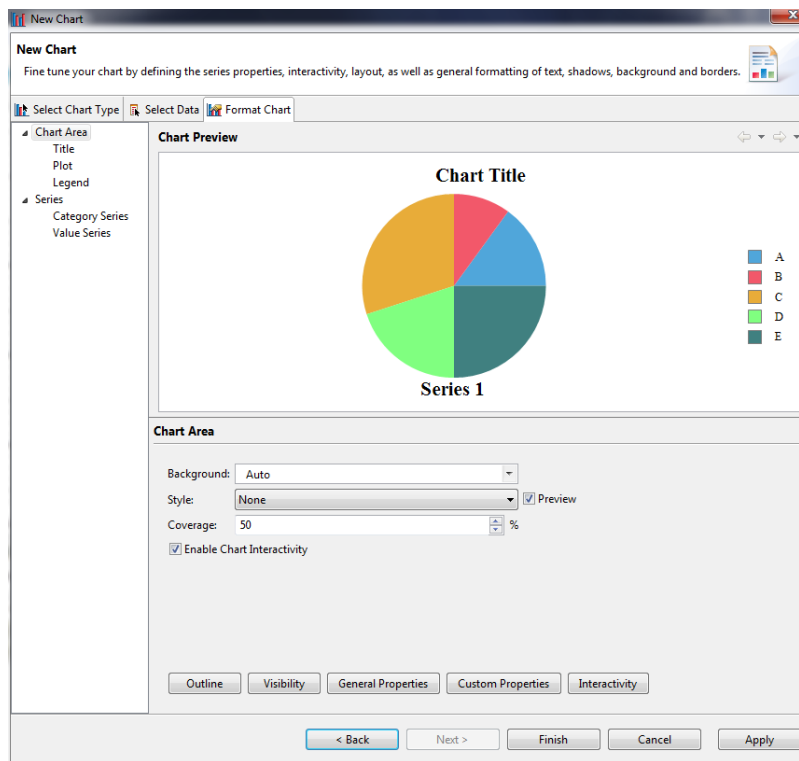 New Chart
New Chart
Fine tune your chart by defining the series properties, interactivity, layout, as well as general formatting of text, shadows, background and borders.
Select Chart Type
Select Data
Format Chart
Chart Area
Title
Plot
Legend
Series
Category Series
Value Series
Chart Preview
Chart Title
A
B
C
D
E
Series 1
Chart Area
Background: Auto
Style: None Preview
Coverage: 50 %
Enable Chart Interactivity
Outline Visibility General Properties Custom Properties Interactivity
< Back Next > Finish Cancel Apply